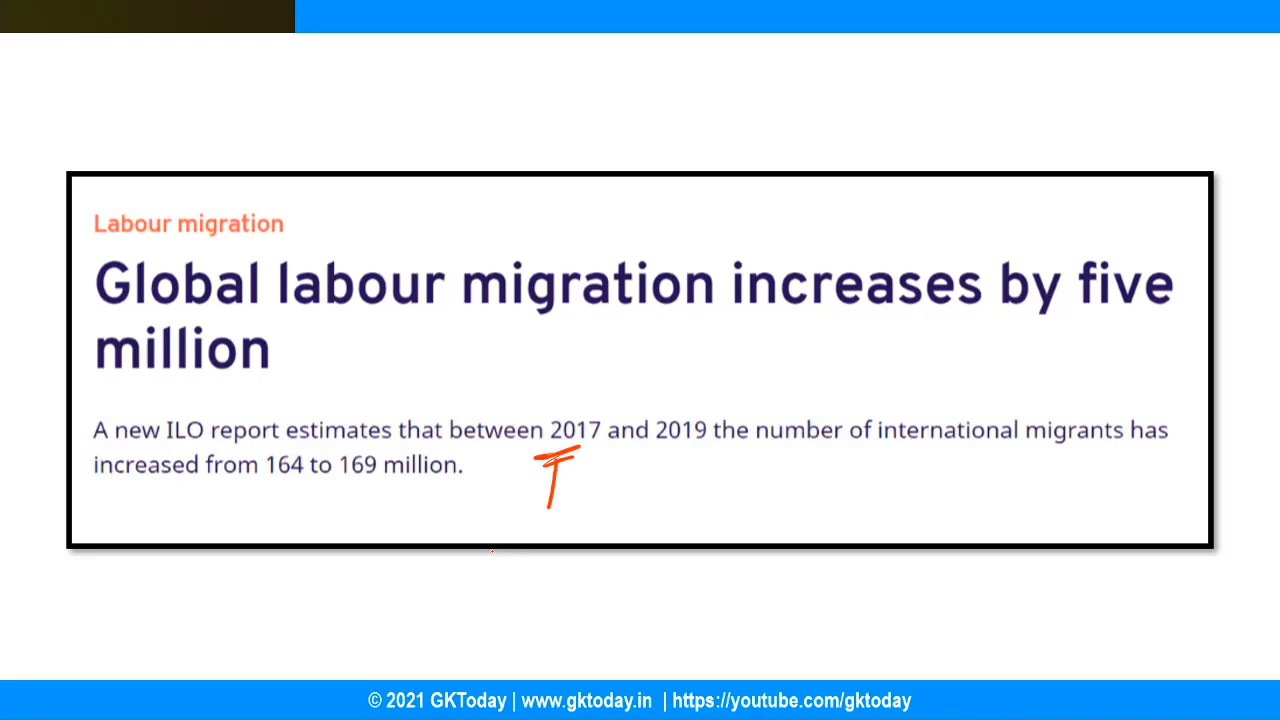 Labour migration
Global labour migration increases by five
million
A new ILO report estimates that between 2017 and 2019 the number of international migrants has
increased from 164 to 169 million.
© 2021 GKToday | www.gktoday.in | https://youtube.com/gktoday